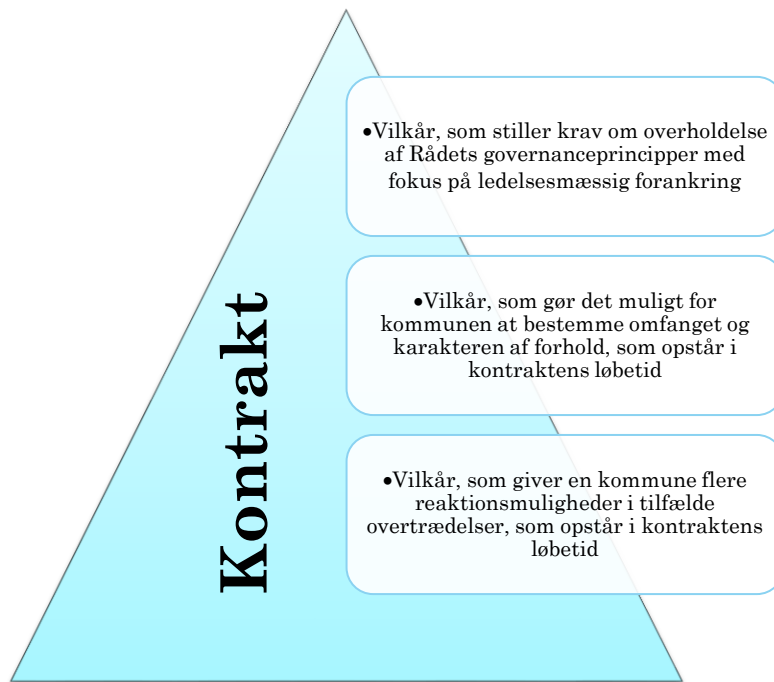 Kontrakt
•Vilkår, som stiller krav om overholdelse
af Rådets governanceprincipper med
fokus på ledelsesmæssig forankring
•Vilkår, som gør det muligt for
kommunen at bestemme omfanget og
karakteren af forhold, som opstår i
kontraktens løbetid
•Vilkår, som giver en kommune flere
reaktionsmuligheder i tilfælde
overtrædelser, som opstår i kontraktens
løbetid